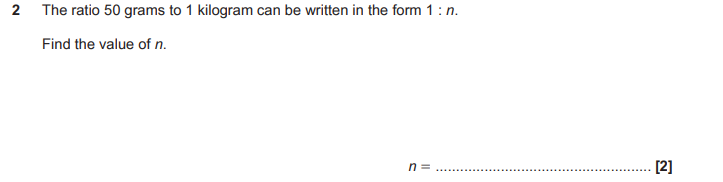 2 The ratio 50 grams to 1 kilogram can be written in the form 1 : n.
Find the value of n.
n = ...................................................... [2]